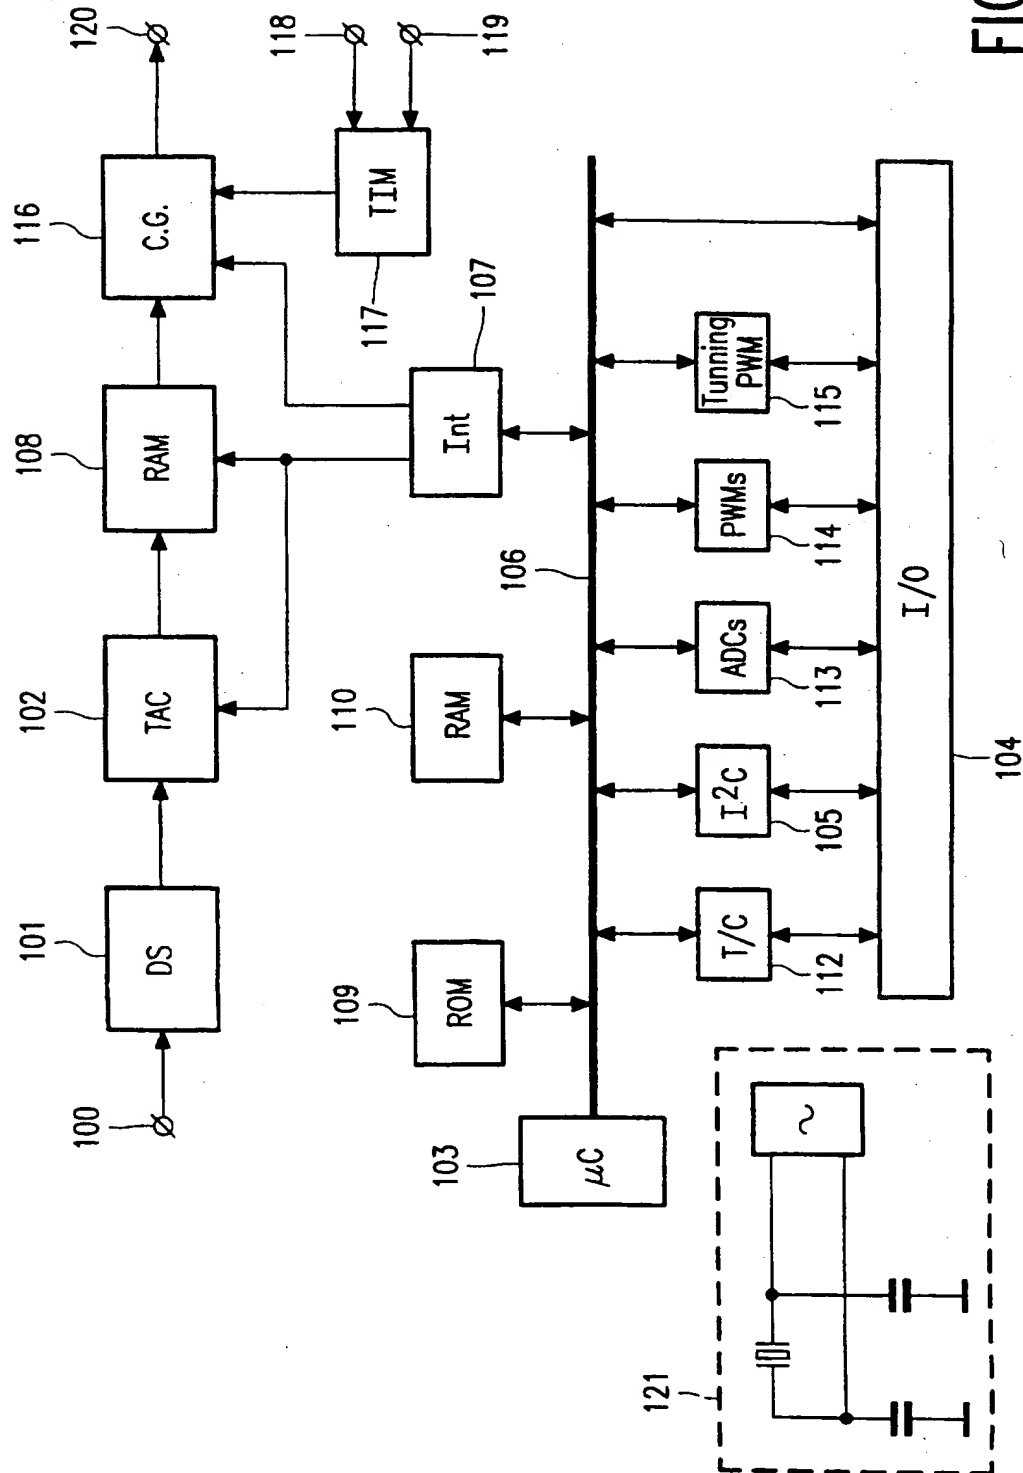 FIG
100
101
DS
102
TAC
108
RAM
116
C.G.
120
118
119
TIM
117
107
Int
109
ROM
110
RAM
106
103
μC
T/C
112
I²C
105
ADCs
113
PWMs
114
Tunning
PWM
115
I/O
104
121
~